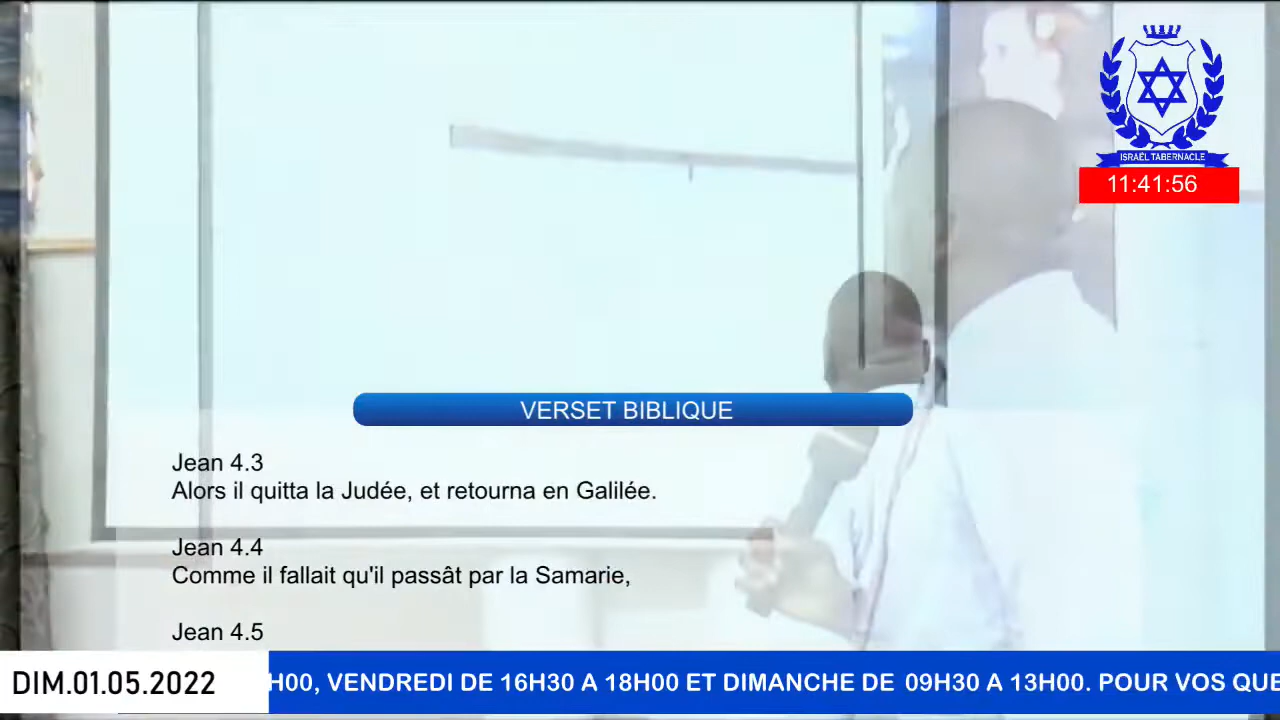 ISRAËL TABERNACLE
11:41:56
VERSET BIBLIQUE
Jean 4.3
Alors il quitta la Judée, et retourna en Galilée.
Jean 4.4
Comme il fallait qu'il passât par la Samarie,
Jean 4.5
DIM.01.05.2022
H00, VENDREDI DE 16H30 A 18H00 ET DIMANCHE DE 09H30 A 13H00. POUR VOS QUE